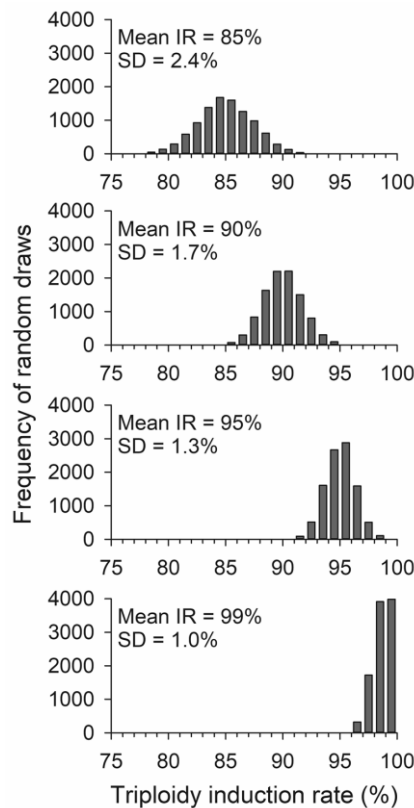 Frequency of random draws
4000
3000
2000
1000
0
Mean IR = 85%
SD = 2.4%
75 80 85 90 95 100
4000
3000
2000
1000
0
Mean IR = 90%
SD = 1.7%
75 80 85 90 95 100
4000
3000
2000
1000
0
Mean IR = 95%
SD = 1.3%
75 80 85 90 95 100
4000
3000
2000
1000
0
Mean IR = 99%
SD = 1.0%
75 80 85 90 95 100
Triploidy induction rate (%)